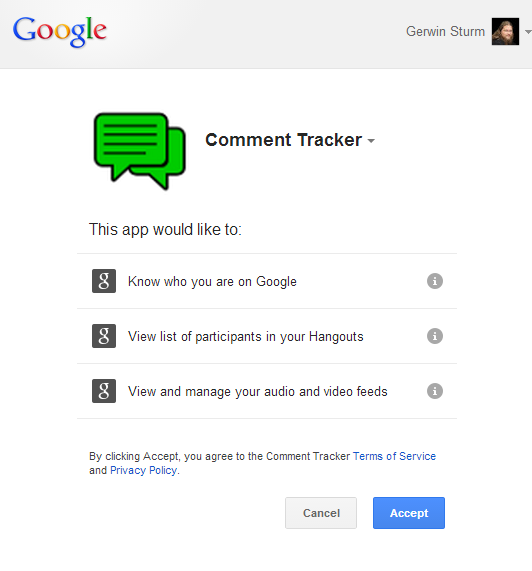 Google
Gerwin Sturm
Comment Tracker
This app would like to:
Know who you are on Google
View list of participants in your Hangouts
View and manage your audio and video feeds
By clicking Accept, you agree to the Comment Tracker Terms of Service
and Privacy Policy.
Cancel
Accept